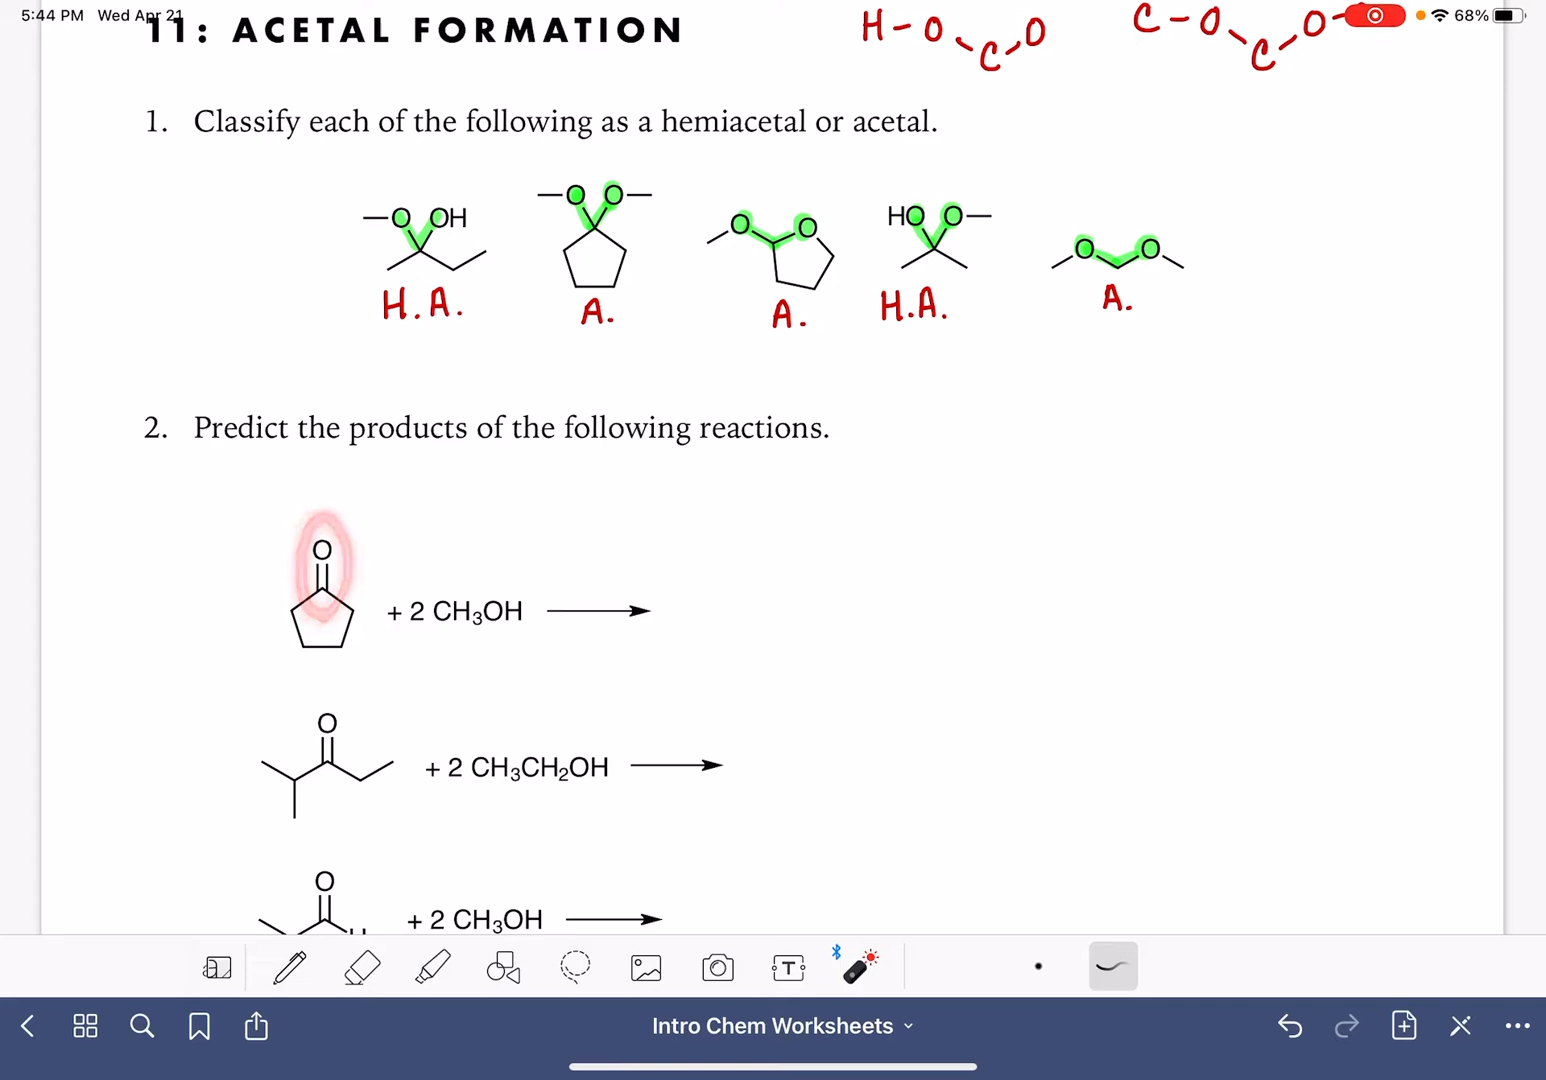 5:44 PM Wed Apr 21 68%
11: ACETAL FORMATION
H-O C O
C-O C O
1. Classify each of the following as a hemiacetal or acetal.
O OH
O O
O O
HO O
O O
H.A.
A.
A.
H.A.
A.
2. Predict the products of the following reactions.
O
+ 2 CH₃OH
O
+ 2 CH₃CH₂OH
O
+ 2 CH₃OH
T
Intro Chem Worksheets